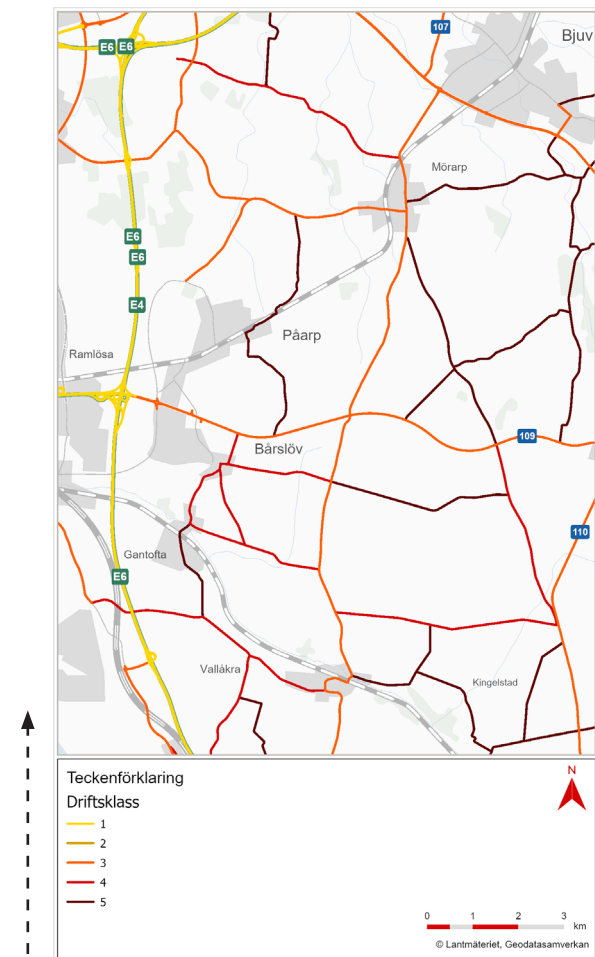 107
Bjuv
E6 E6
Mörarp
E6
E6
E4
Påarp
Ramlösa
109
Bårslöv
110
Gantofta
E6
Vallåkra
Kingelstad
Teckenförklaring
N
Driftsklass
1
2
3
4
5
0 1 2 3
km
© Lantmäteriet, Geodatasamverkan